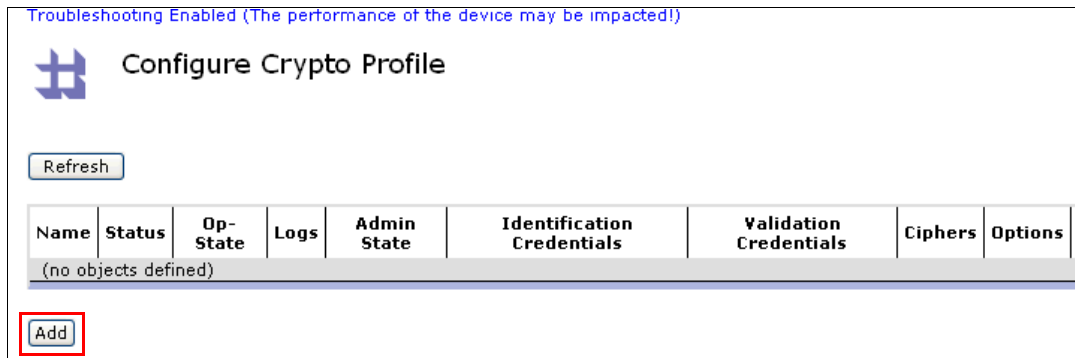 Troubleshooting Enabled (The performance of the device may be impacted!)
Configure Crypto Profile
Refresh
Name Status Op-State Logs Admin State Identification Credentials Validation Credentials Ciphers Options
(no objects defined)
Add